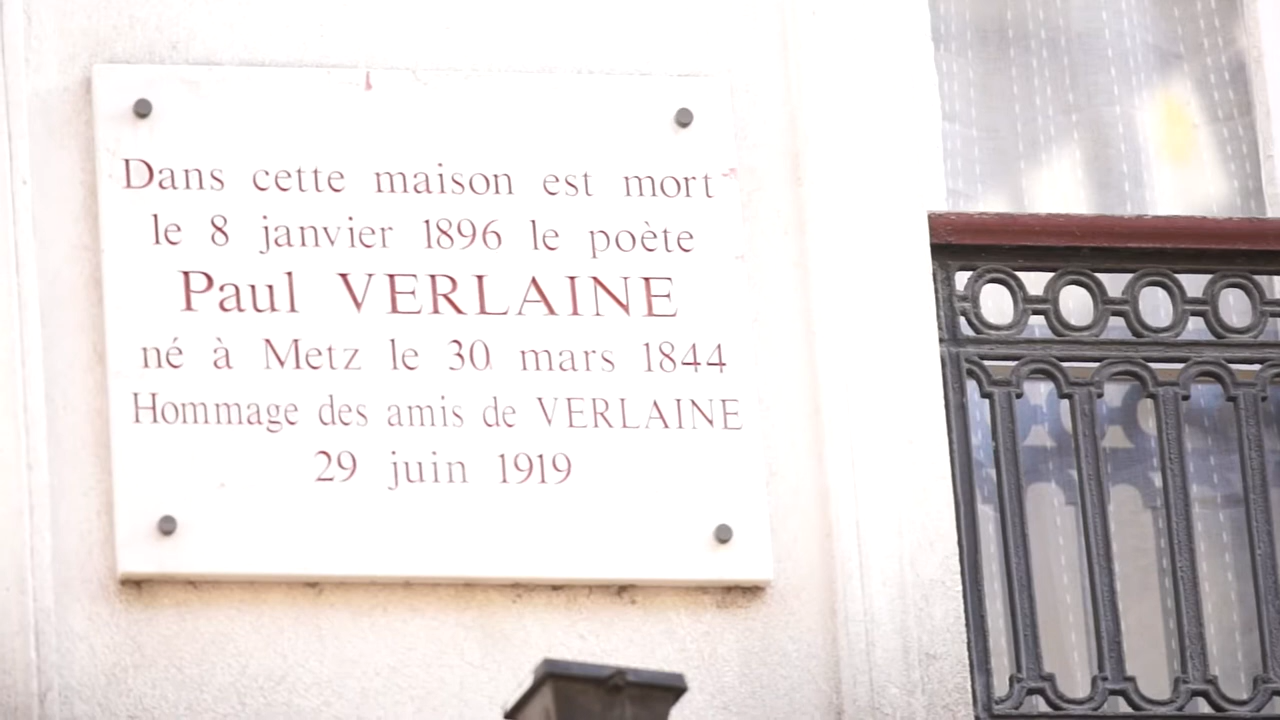 Dans cette maison est mort
le 8 janvier 1896 le poète
Paul VERLAINE
né à Metz le 30 mars 1844
Hommage des amis de VERLAINE
29 juin 1919